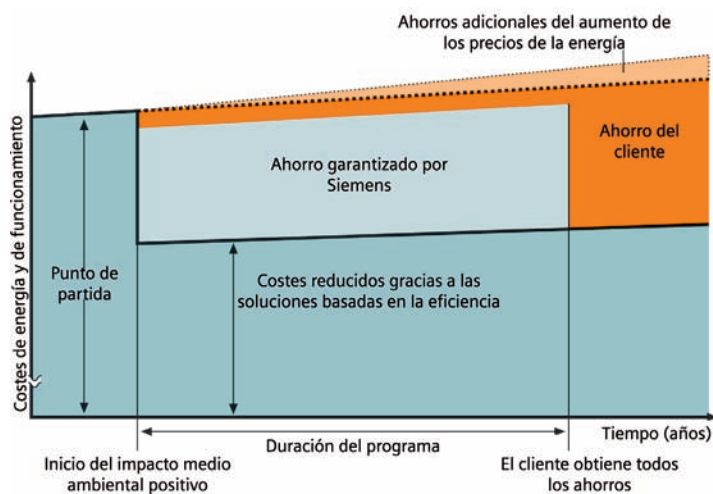 Ahorros adicionales del aumento de
los precios de la energía
Costes de energía y de funcionamiento
Ahorro del
cliente
Ahorro garantizado por
Siemens
Punto de
partida
Costes reducidos gracias a las
soluciones basadas en la eficiencia
Tiempo (años)
Duración del programa
Inicio del impacto medio
ambiental positivo
El cliente obtiene todos
los ahorros